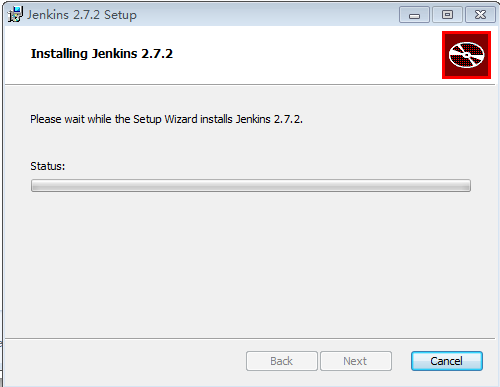 Jenkins 2.7.2 Setup
Installing Jenkins 2.7.2
Please wait while the Setup Wizard installs Jenkins 2.7.2.
Status:
Back Next Cancel